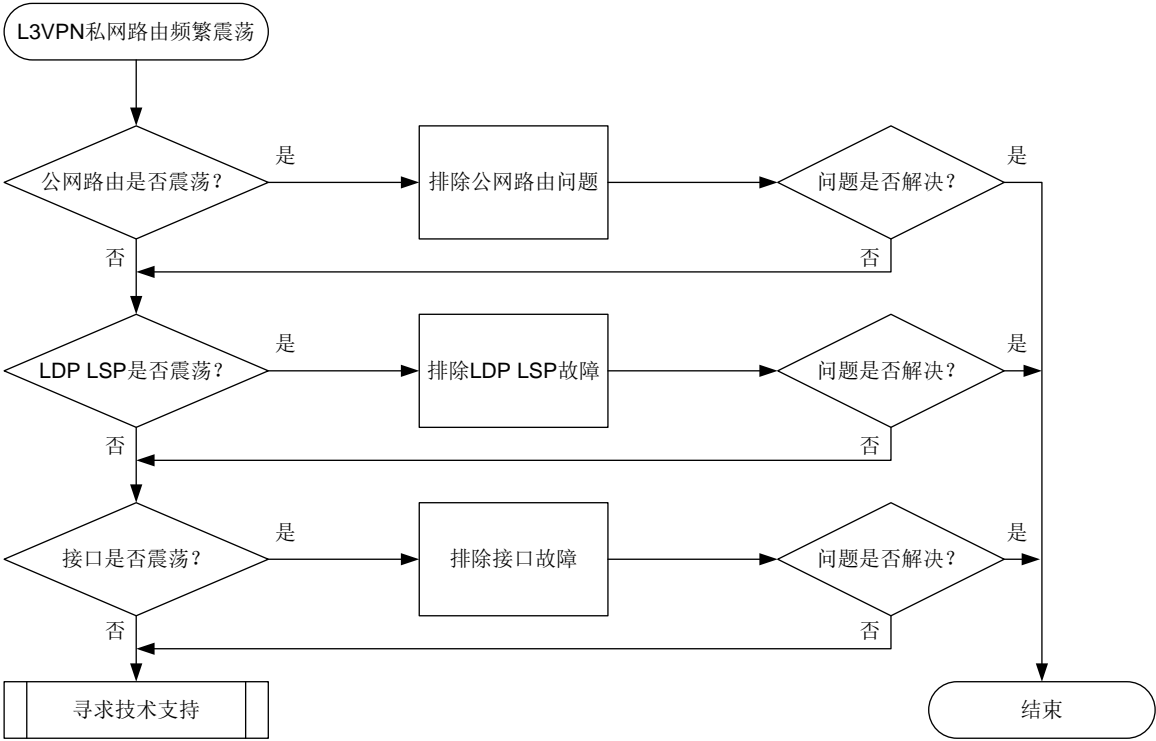 L3VPN私网路由频繁震荡
公网路由是否震荡？
是
排除公网路由问题
问题是否解决？
是
否
否
LDP LSP是否震荡？
是
排除LDP LSP故障
问题是否解决？
是
否
否
接口是否震荡？
是
排除接口故障
问题是否解决？
是
否
否
寻求技术支持
结束